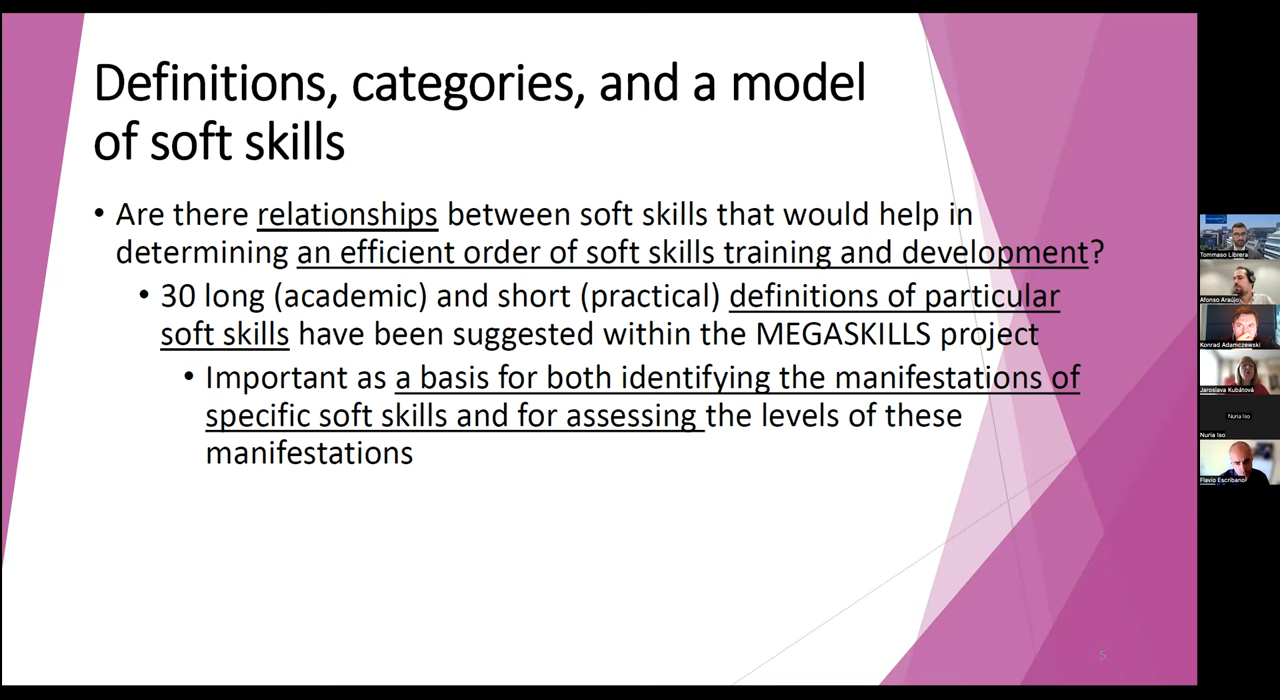 Definitions, categories, and a model
of soft skills
• Are there relationships between soft skills that would help in
determining an efficient order of soft skills training and development?
• 30 long (academic) and short (practical) definitions of particular
soft skills have been suggested within the MEGASKILLS project
• Important as a basis for both identifying the manifestations of
specific soft skills and for assessing the levels of these
manifestations
5
Tommaso Librera
Afonso Araújo
Konrad Adamczewski
Jaroslava Kubátová
Nuria Iso
Nuria Iso
Flavio Escribano